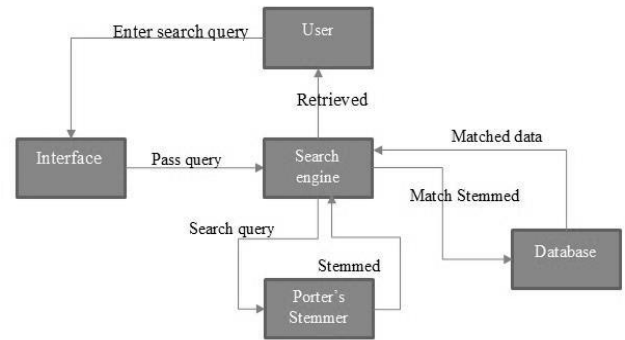 Enter search query
User
Retrieved
Interface
Pass query
Search
engine
Matched data
Match Stemmed
Search query
Stemmed
Database
Porter's
Stemmer